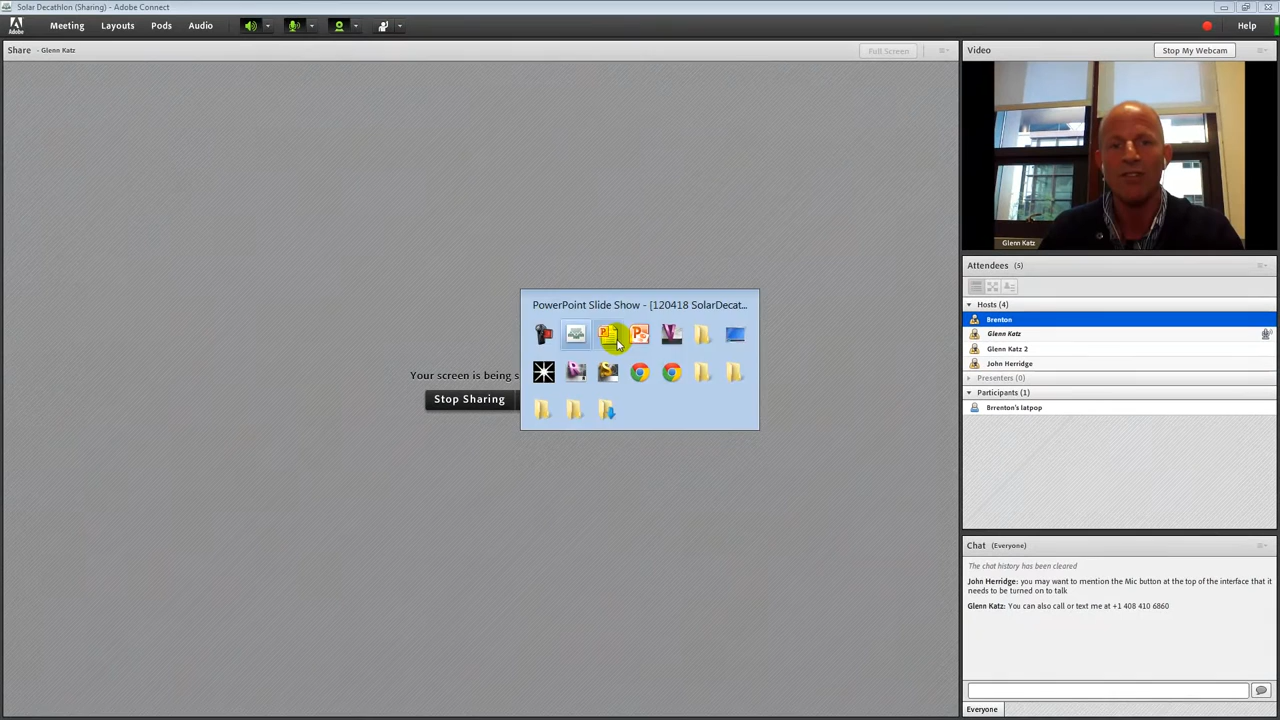 Solar Decathlon (Sharing) - Adobe Connect
Adobe
Meeting Layouts Pods Audio
Help
Share - Glenn Katz
Full Screen
Video
Stop My Webcam
Glenn Katz
PowerPoint Slide Show - [120418 SolarDecat...
Your screen is being s
Stop Sharing
Attendees (5)
Hosts (4)
Brenton
Glenn Katz
Glenn Katz 2
John Herridge
Presenters (0)
Participants (1)
Brrenton's latpop
Chat (Everyone)
The chat history has been cleared
John Herridge: you may want to mention the Mic button at the top of the interface that it
needs to be turned on to talk
Glenn Katz: You can also call or text me at +1 408 410 6860
Everyone